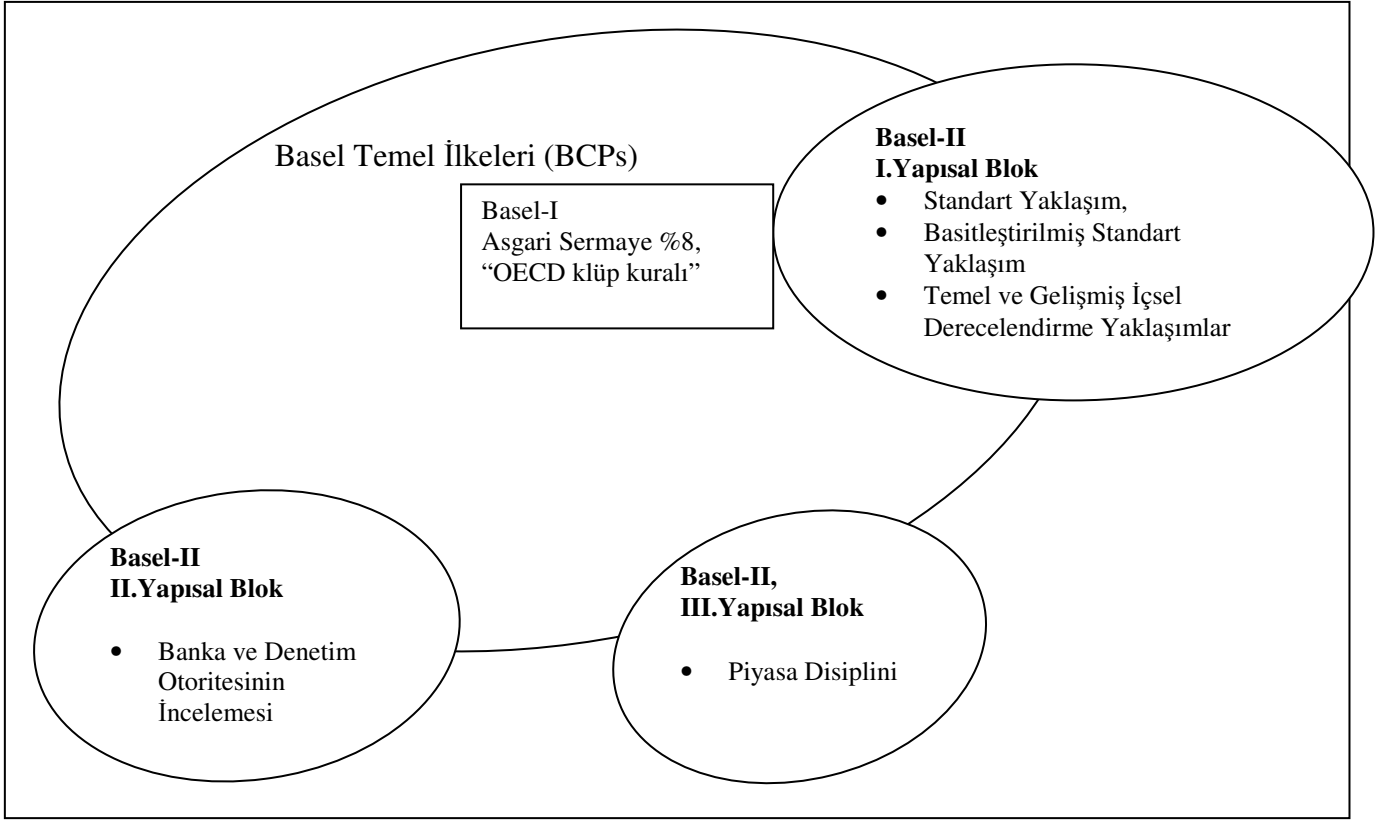 Basel Temel İlkeleri (BCPs)
Basel-I
Asgari Sermaye %8,
“OECD klüp kuralı”
Basel-II
I.Yapısal Blok
• Standart Yaklaşım,
• Basitleştirilmiş Standart
Yaklaşım
• Temel ve Gelişmiş İçsel
Derecelendirme Yaklaşımlar
Basel-II
II.Yapısal Blok
• Banka ve Denetim
Otoritesinin
İncelemesi
Basel-II,
III.Yapısal Blok
• Piyasa Disiplini